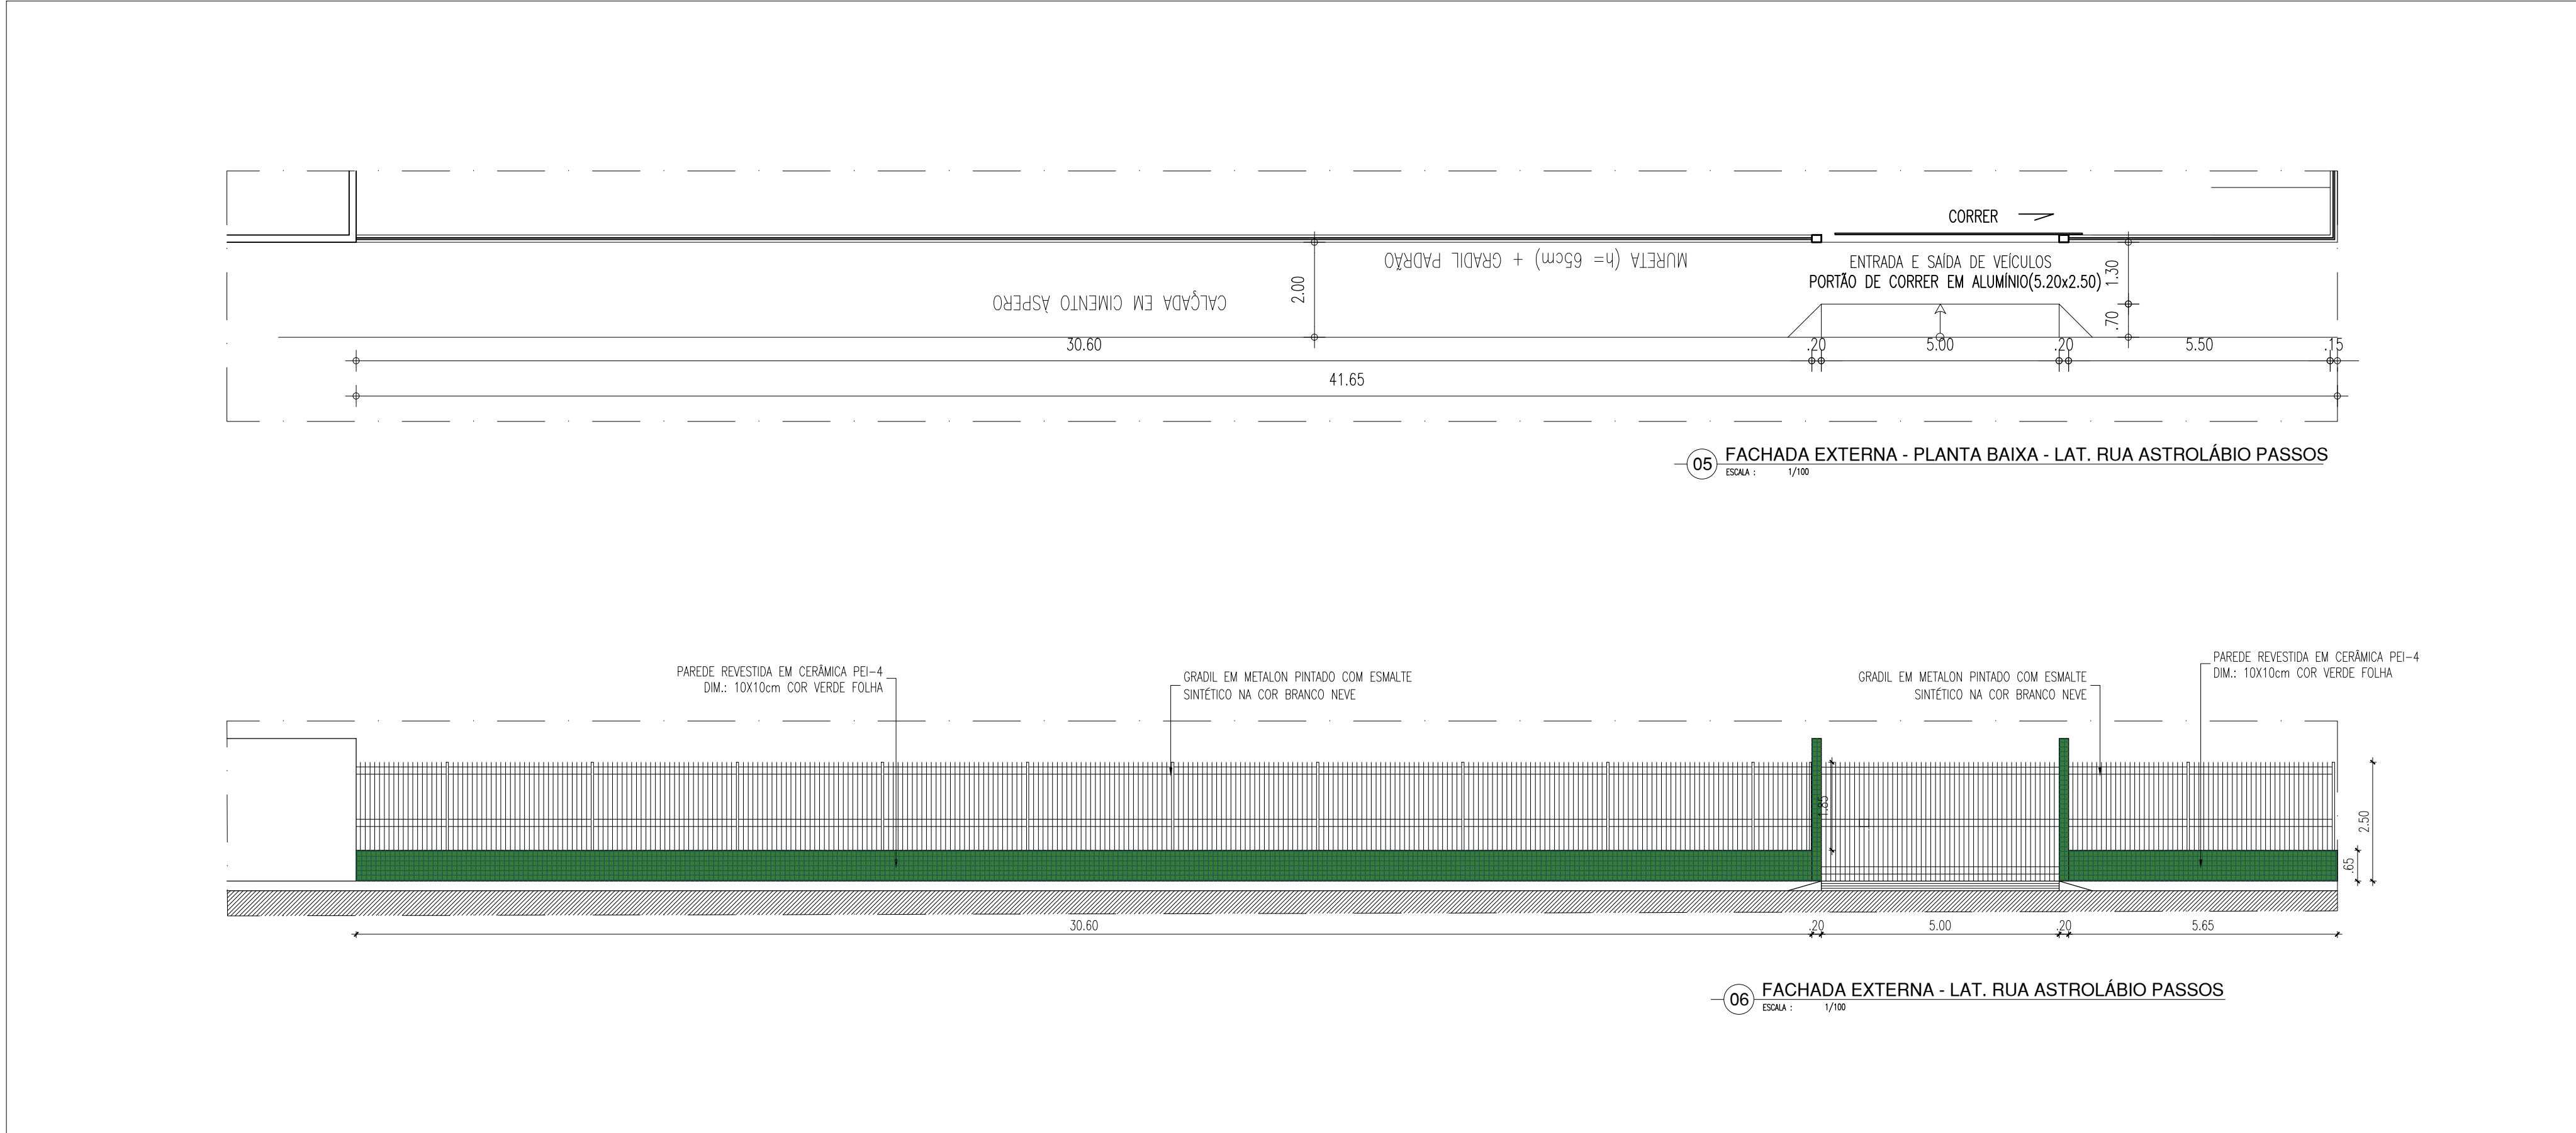 CORRER
MURETA (h= 65cm) + GRADIL PADRÃO
ENTRADA E SAÍDA DE VEÍCULOS
PORTÃO DE CORRER EM ALUMÍNIO(5.20x2.50)
1.30
2.00
CALÇADA EM CIMENTO ÀSPERO
.70
30.60
.20
5.00
.20
5.50
.15
41.65
05
FACHADA EXTERNA - PLANTA BAIXA - LAT. RUA ASTROLÁBIO PASSOS
ESCALA : 1/100
PAREDE REVESTIDA EM CERÂMICA PEI-4
DIM.: 10X10cm COR VERDE FOLHA
GRADIL EM METALON PINTADO COM ESMALTE
SINTÉTICO NA COR BRANCO NEVE
GRADIL EM METALON PINTADO COM ESMALTE
SINTÉTICO NA COR BRANCO NEVE
PAREDE REVESTIDA EM CERÂMICA PEI-4
DIM.: 10X10cm COR VERDE FOLHA
1.85
2.50
.65
30.60
.20
5.00
.20
5.65
06
FACHADA EXTERNA - LAT. RUA ASTROLÁBIO PASSOS
ESCALA : 1/100